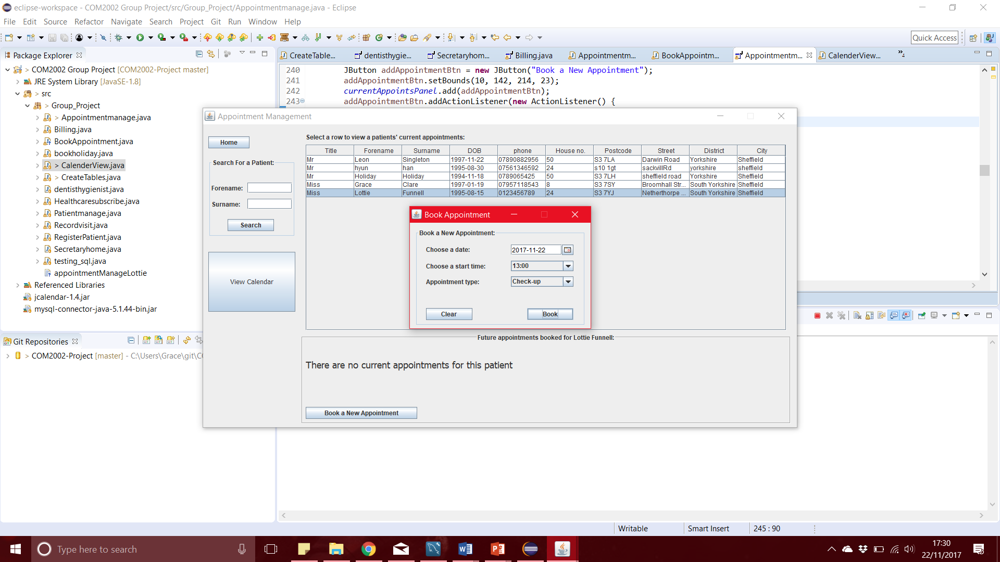 eclipse-workspace - COM2002 Group Project/src/Group_Project/Appointmentmanage.java - Eclipse
File Edit Source Refactor Navigate Search Project Git Run Window Help
Quick Access
Package Explorer
CreateTable... dentisthygie... Secretaryhom... Billing.java Appointmentm... BookAppointm... Appointmentm... CalenderView... »4
> COM2002 Group Project [COM2002-Project master]
JRE System Library [JavaSE-1.8]
> src
> Group_Project
> Appointmentmanage.java
Billing.java
BookAppointment.java
bookholiday.java
> CalenderView.java
> CreateTables.java
dentisthygienist.java
Healthcaresubscribe.java
Patientmanage.java
Recordvisit.java
RegisterPatient.java
Secretaryhome.java
testing_sql.java
appointmentManageLottie
Referenced Libraries
jcalendar-1.4.jar
mysql-connector-java-5.1.44-bin.jar
240 JButton addAppointmentBtn = new JButton("Book a New Appointment");
241 addAppointmentBtn.setBounds(10, 142, 214, 23);
242 currentAppointsPanel.add(addAppointmentBtn);
243 addAppointmentBtn.addActionListener(new ActionListener() {
Appointment Management
Home
Search For a Patient:
Forename:
Surname:
Search
View Calendar
Select a row to view a patients' current appointments:
Title Forename Surname DOB phone House no. Postcode Street District City
Mr Leon Singleton 1997-11-22 07890882956 50 S3 7LA Darwin Road Yorkshire Sheffield
Mr hyun han 1995-08-30 07561346592 24 s10 1gt sackvillRd yorkshire sheffield
Mr Holiday Holiday 1994-11-18 0789065425 50 S3 7LH sheffield road Yorkshire Sheffield
Miss Grace Clare 1997-01-19 07957118543 8 S3 7SY Broomhall Str... South Yorkshire Sheffield
Miss Lottie Funnell 1995-08-15 0123456789 24 S3 7YJ Netherthorpe ... South Yorkshire Sheffield
Book Appointment
Book a New Appointment:
Choose a date: 2017-11-22
Choose a start time: 13:00
Appointment type: Check-up
Clear Book
Future appointments booked for Lottie Funnell:
There are no current appointments for this patient
Book a New Appointment
Git Repositories
> COM2002-Project [master] - C:\Users\Grace\git\CO
Writable Smart Insert 245 : 90
Type here to search
17:30
22/11/2017